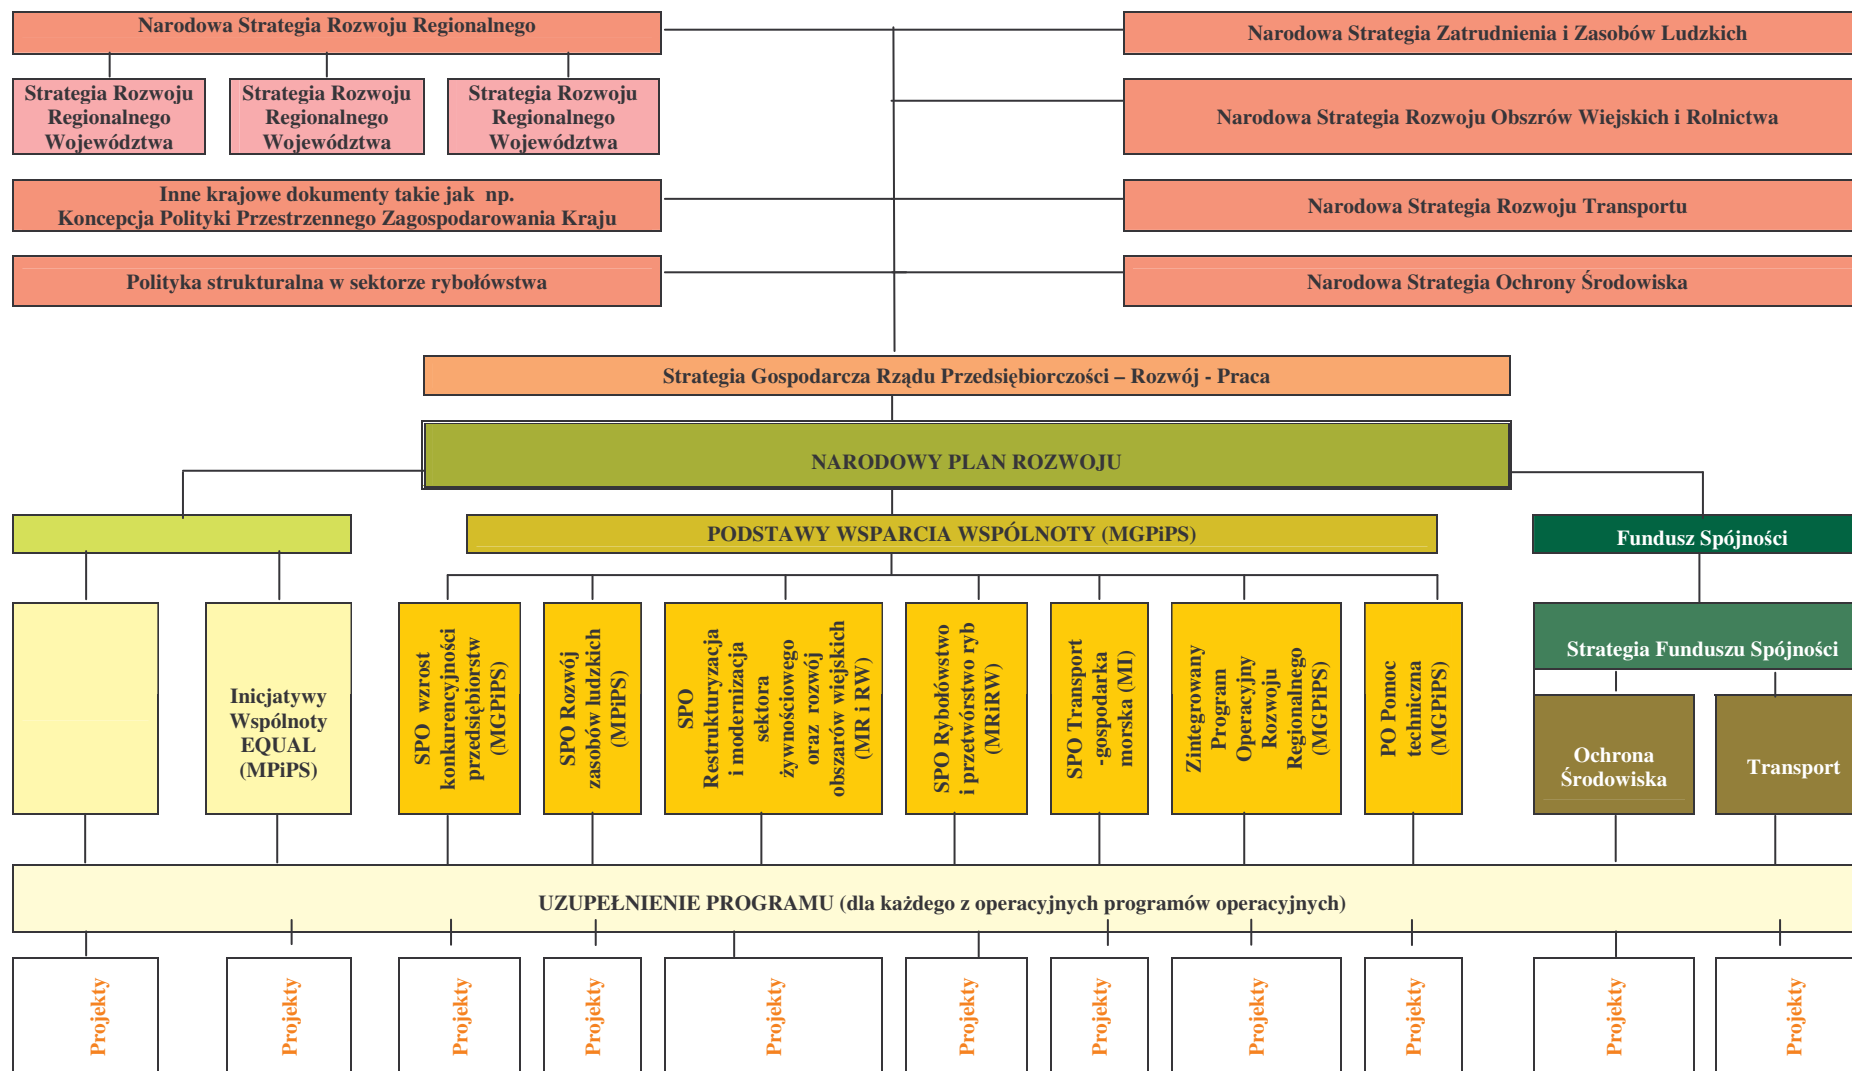 Narodowa Strategia Rozwoju Regionalnego
Narodowa Strategia Zatrudnienia i Zasobów Ludzkich
Strategia Rozwoju
Regionalnego
Województwa
Strategia Rozwoju
Regionalnego
Województwa
Strategia Rozwoju
Regionalnego
Województwa
Narodowa Strategia Rozwoju Obszrów Wiejskich i Rolnictwa
Inne krajowe dokumenty takie jak np.
Koncepcja Polityki Przestrzennego Zagospodarowania Kraju
Narodowa Strategia Rozwoju Transportu
Polityka strukturalna w sektorze rybołówstwa
Narodowa Strategia Ochrony Środowiska
Strategia Gospodarcza Rządu Przedsiębiorczości – Rozwój - Praca
NARODOWY PLAN ROZWOJU
PODSTAWY WSPARCIA WSPÓLNOTY (MGPiPS)
Fundusz Spójności
Inicjatywy
Wspólnoty
EQUAL
(MPiPS)
SPO wzrost
konkurencyjności
przedsiębiorstw
(MGPiPS)
SPO Rozwój
zasobów ludzkich
(MPiPS)
SPO
Restrukturyzacja
i modernizacja
sektora
żywnościowego
oraz rozwój
obszarów wiejskich
(MR i RW)
SPO Rybołówstwo
i przetwórstwo ryb
(MRiRW)
SPO Transport
-gospodarka
morska (MI)
Zintegrowany
Program
Operacyjny
Rozwoju
Regionalnego
(MGPiPS)
PO Pomoc
techniczna
(MGPiPS)
Strategia Funduszu Spójności
Ochrona
Środowiska
Transport
UZUPEŁNIENIE PROGRAMU (dla każdego z operacyjnych programów operacyjnych)
Projekty
Projekty
Projekty
Projekty
Projekty
Projekty
Projekty
Projekty
Projekty
Projekty
Projekty